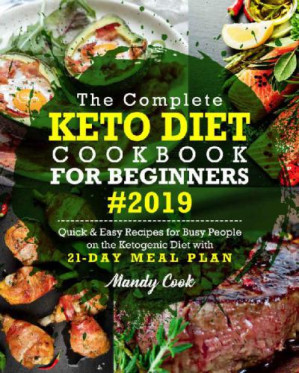 The Complete
KETO DIET
COOKBOOK
FOR BEGINNERS
#2019
Quick & Easy Recipes for Busy People
on the Ketogenic Diet with
21-DAY MEAL PLAN
Mandy Cook